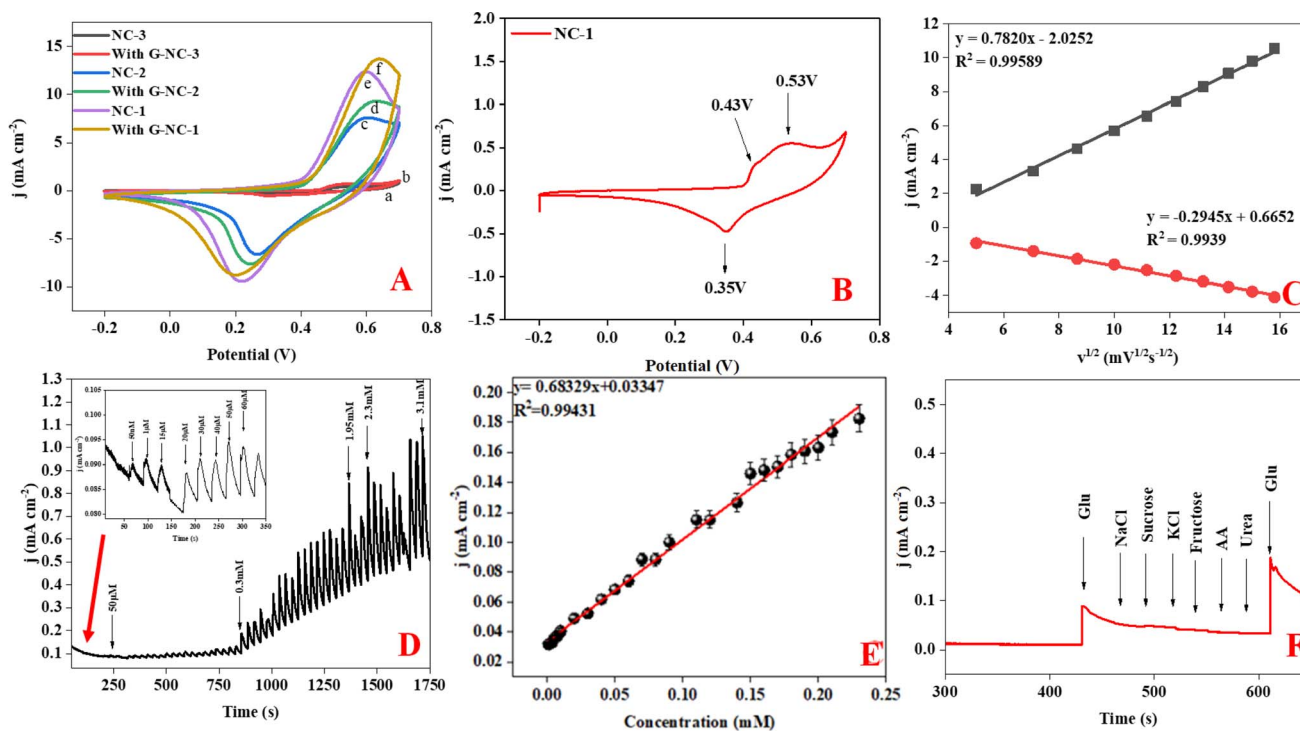 NC-3
With G-NC-3
NC-2
With G-NC-2
NC-1
With G-NC-1
f
e
d
c
b
a
A
j (mA cm-2)
15
10
5
0
-5
-10
-0.2 0.0 0.2 0.4 0.6 0.8
Potential (V)
NC-1
0.43V
0.53V
0.35V
B
j (mA cm-2)
2.0
1.5
1.0
0.5
0.0
-0.5
-1.0
-1.5
-0.2 0.0 0.2 0.4 0.6 0.8
Potential (V)
y = 0.7820x - 2.0252
R2 = 0.99589
y = -0.2945x + 0.6652
R2 = 0.9939
C
j (mA cm-2)
12
10
8
6
4
2
0
-2
-4
4 6 8 10 12 14 16
v1/2 (mV1/2s-1/2)
j (mA cm-2)
1.3
1.2
1.1
1.0
0.9
0.8
0.7
0.6
0.5
0.4
0.3
0.2
0.1
0.105
0.100
0.095
0.090
0.085
0.080
j (mA cm-2)
1µM
15µM
20µM
30µM
40µM
50µM
60µM
50 100 150 200 250 300 350
Time (s)
50µM
0.3mM
1.95mM
2.3mM
3.1mM
D
250 500 750 1000 1250 1500 1750
Time (s)
y= 0.68329x+0.03347
R2=0.99431
E
j (mA cm-2)
0.20
0.18
0.16
0.14
0.12
0.10
0.08
0.06
0.04
0.02
0.00 0.05 0.10 0.15 0.20 0.25
Concentration (mM)
Glu
NaCl
Sucrose
KCl
Fructose
AA
Urea
Glu
F
j (mA cm-2)
0.5
0.4
0.3
0.2
0.1
0.0
300 400 500 600
Time (s)